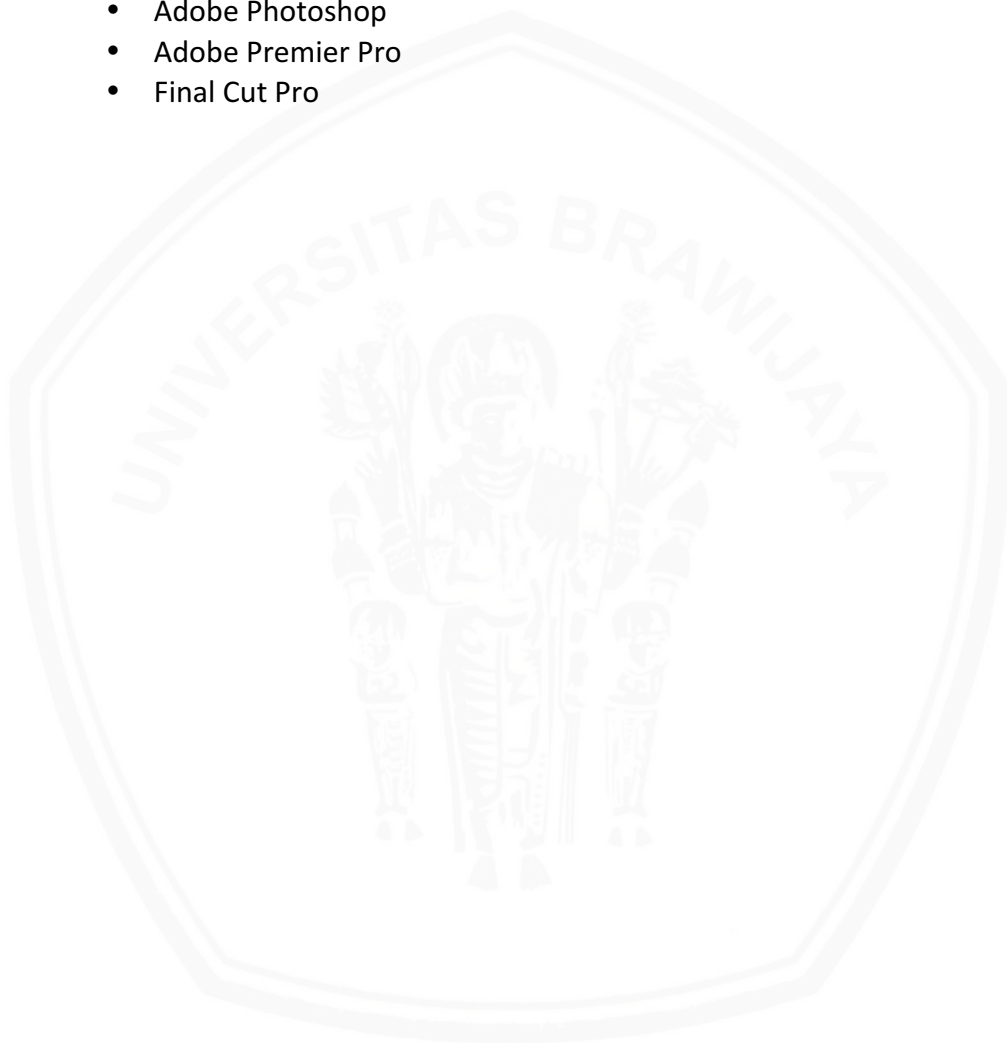 • Adobe Photoshop
• Adobe Premier Pro
• Final Cut Pro
UNIVERSITAS BRAWIJAYA